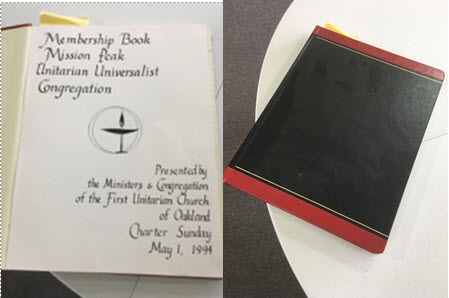 Membership Book
Mission Peak
Unitarian Universalist
Congregation
Presented by
the Ministers & Congregation
of the First Unitarian Church
of Oakland
Charter Sunday
May 1, 1994